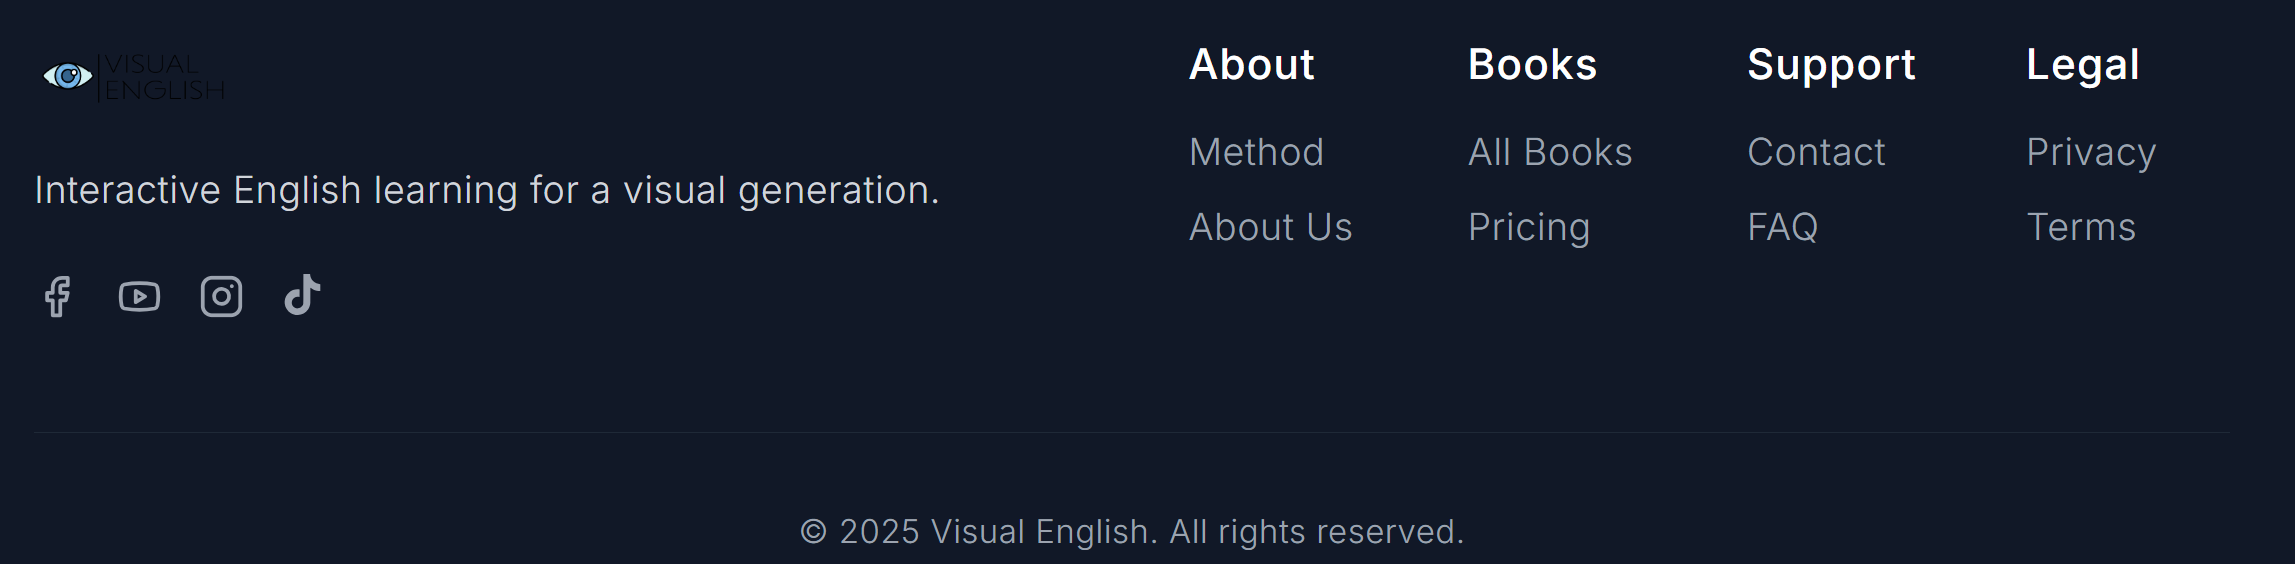 VISUAL
ENGLISH
Interactive English learning for a visual generation.
About
Method
About Us
Books
All Books
Pricing
Support
Contact
FAQ
Legal
Privacy
Terms
© 2025 Visual English. All rights reserved.